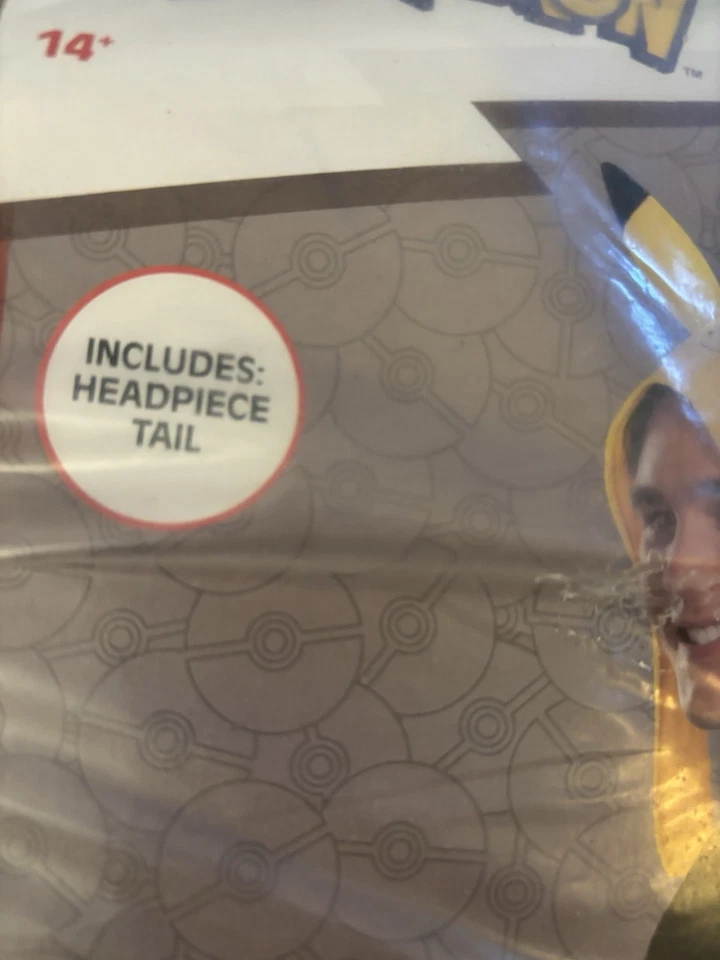 14+
TM
INCLUDES:
HEADPIECE
TAIL